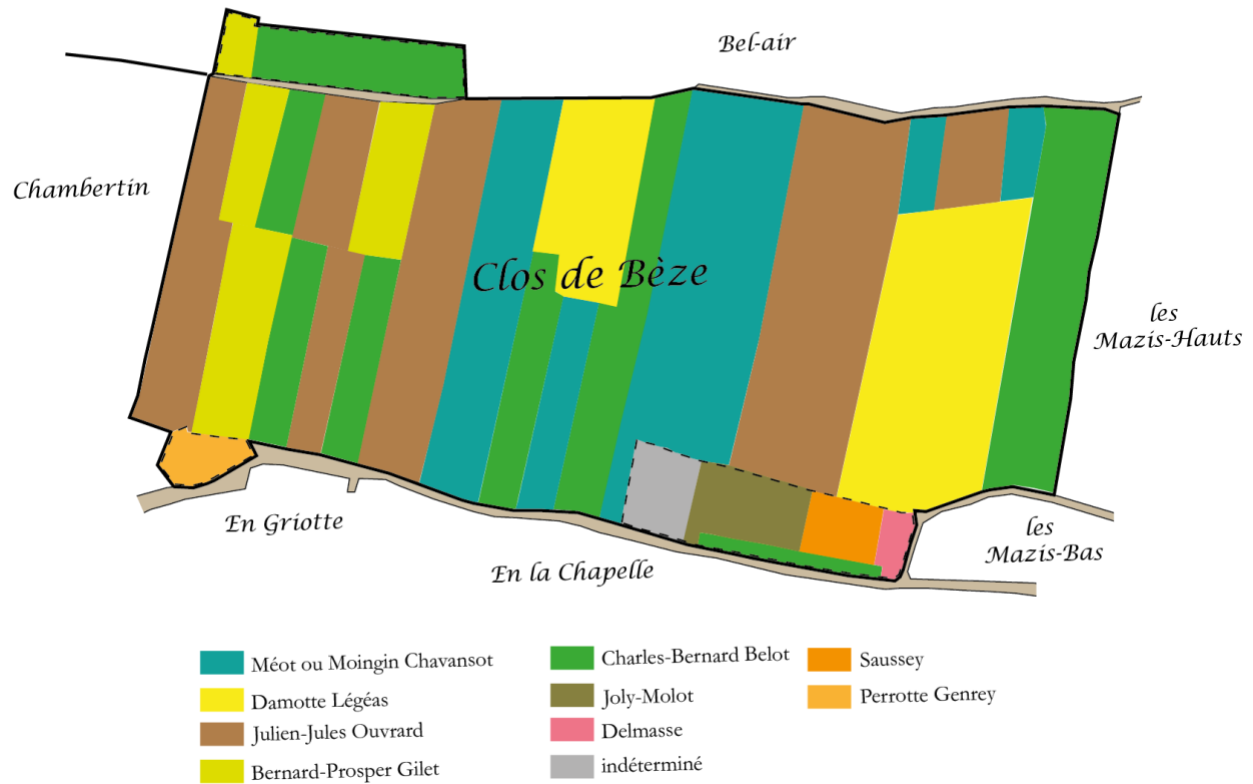 Bel-air
Chambertin
Clos de Bèze
les
Mazis-Hauts
En Griotte
les
Mazis-Bas
En la Chapelle
Méot ou Moingin Chavansot
Damotte Légéas
Julien-Jules Ouvrard
Bernard-Prosper Gilet
Charles-Bernard Belot
Joly-Molot
Delmasse
indéterminé
Saussey
Perrotte Genrey